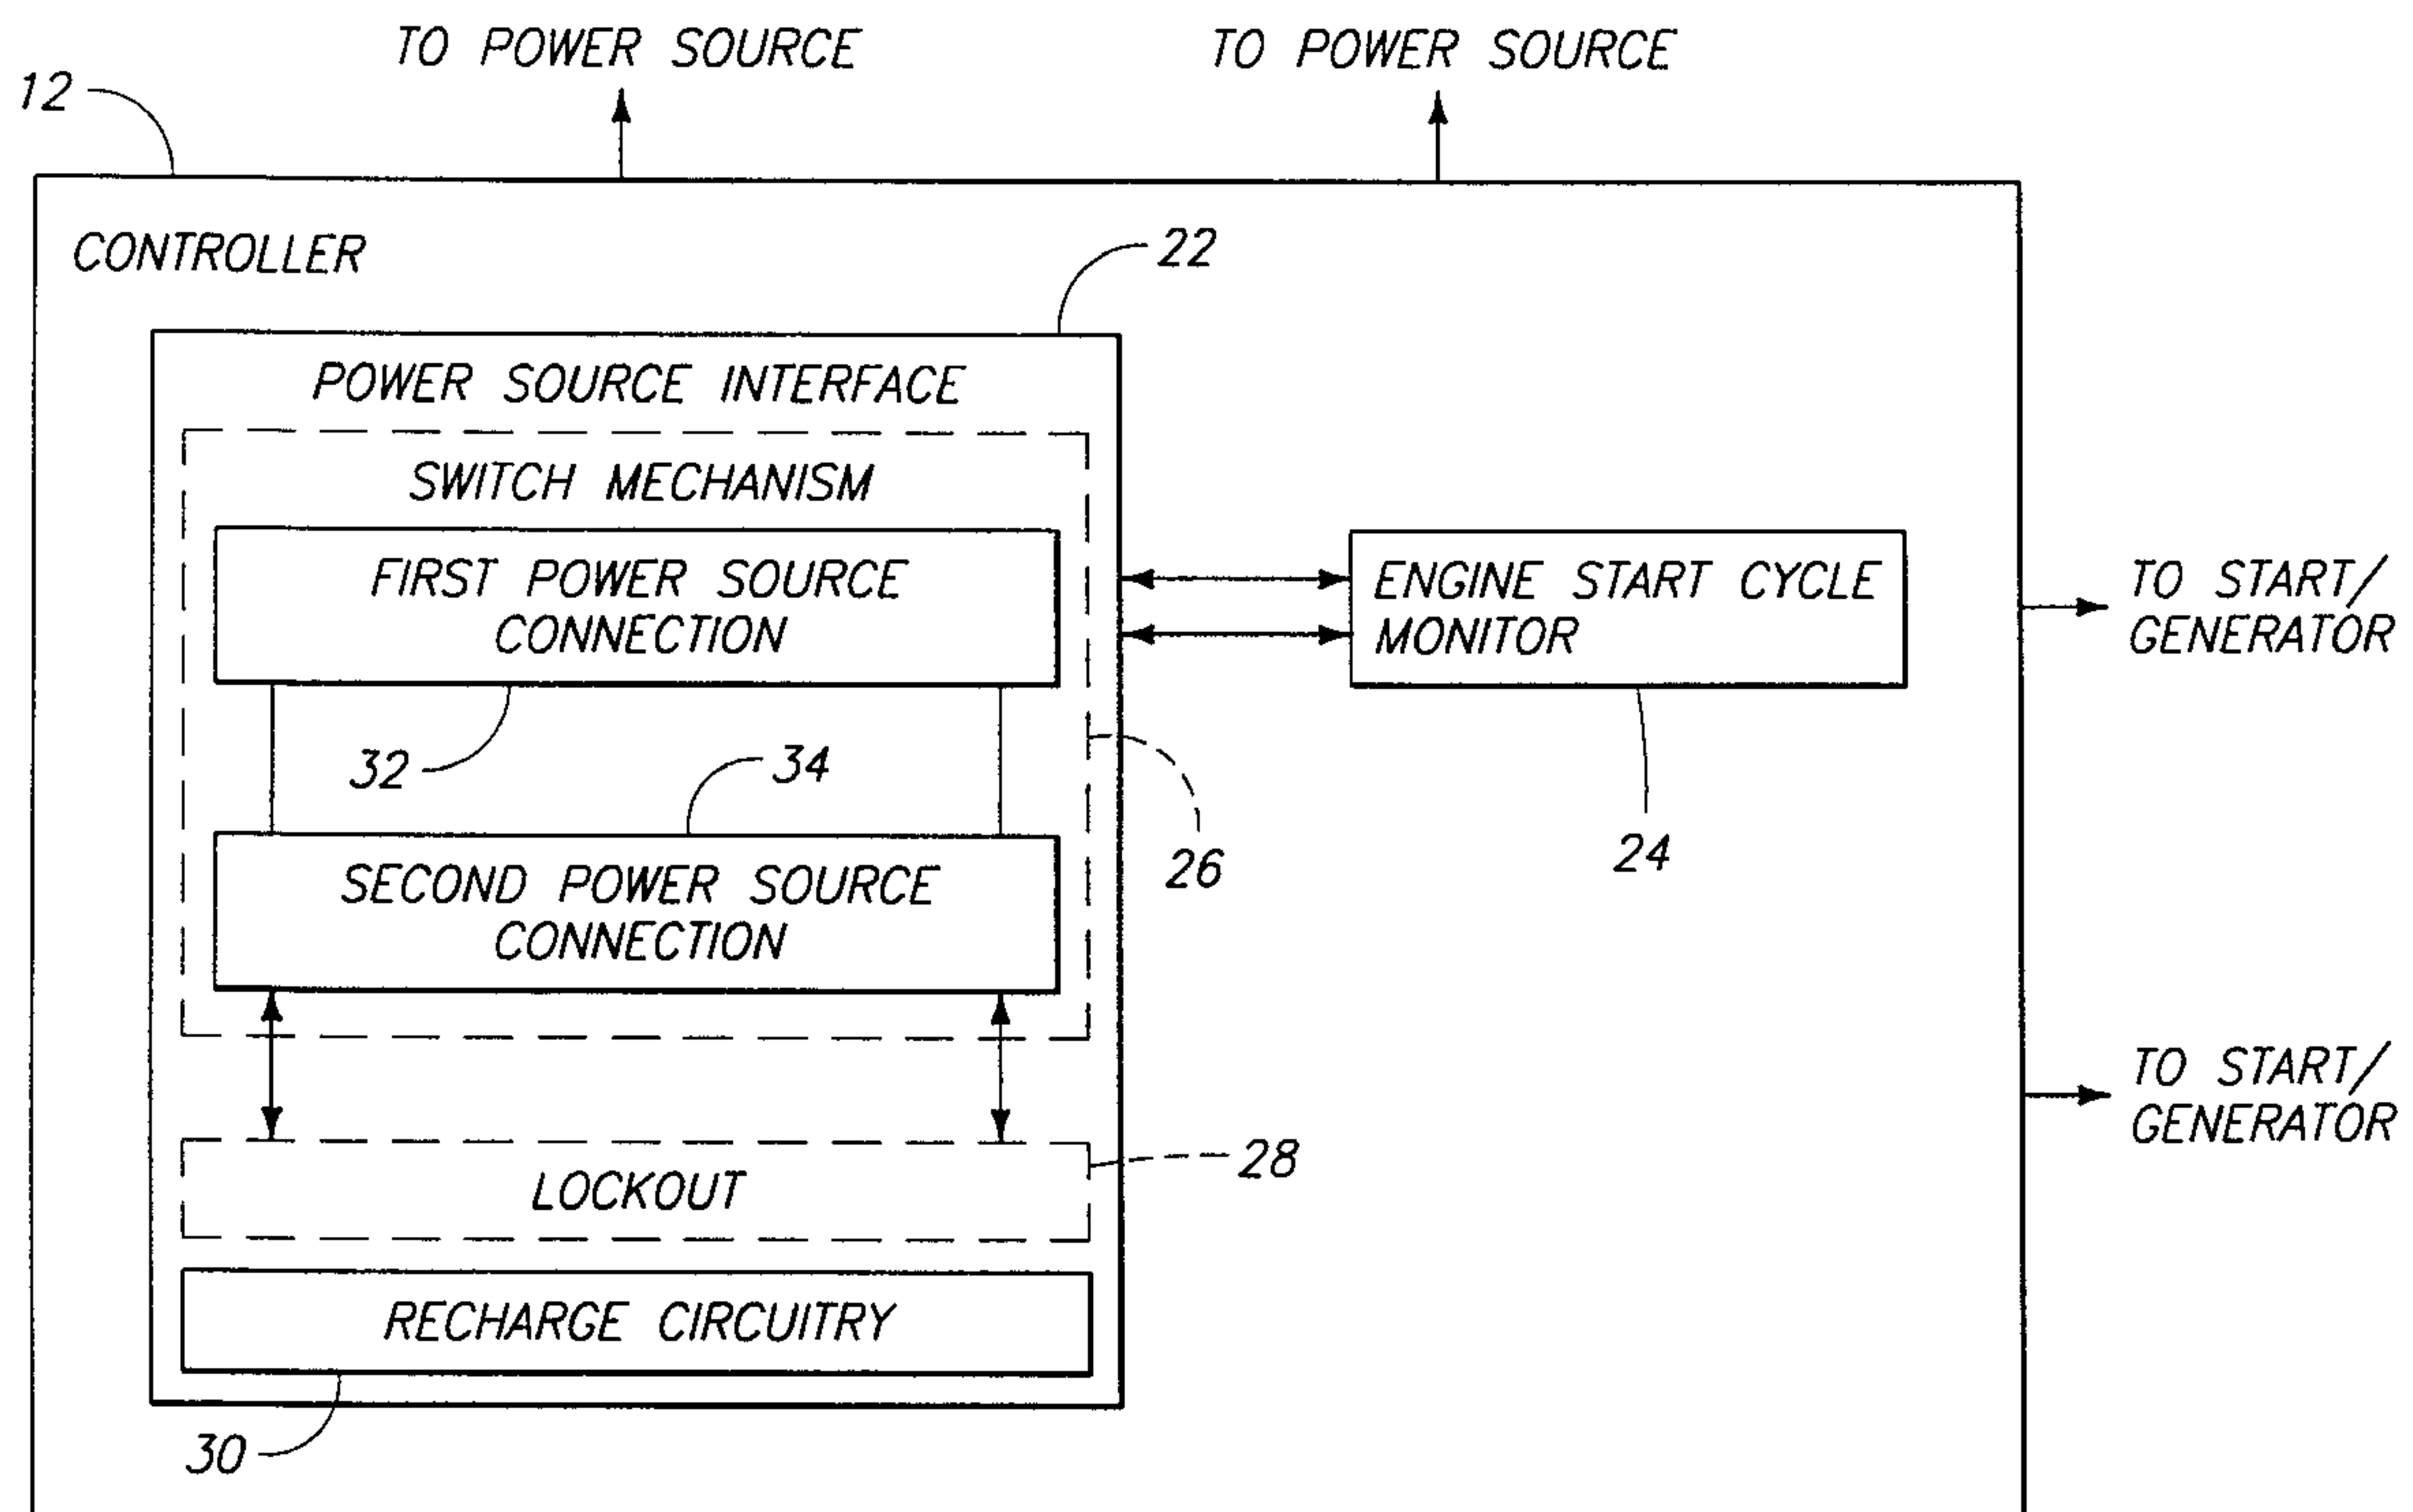 TO POWER SOURCE
TO POWER SOURCE
12
CONTROLLER
22
POWER SOURCE INTERFACE
SWITCH MECHANISM
FIRST POWER SOURCE
CONNECTION
ENGINE START CYCLE
MONITOR
TO START/
GENERATOR
32
34
26
24
SECOND POWER SOURCE
CONNECTION
TO START/
GENERATOR
28
LOCKOUT
RECHARGE CIRCUITRY
30